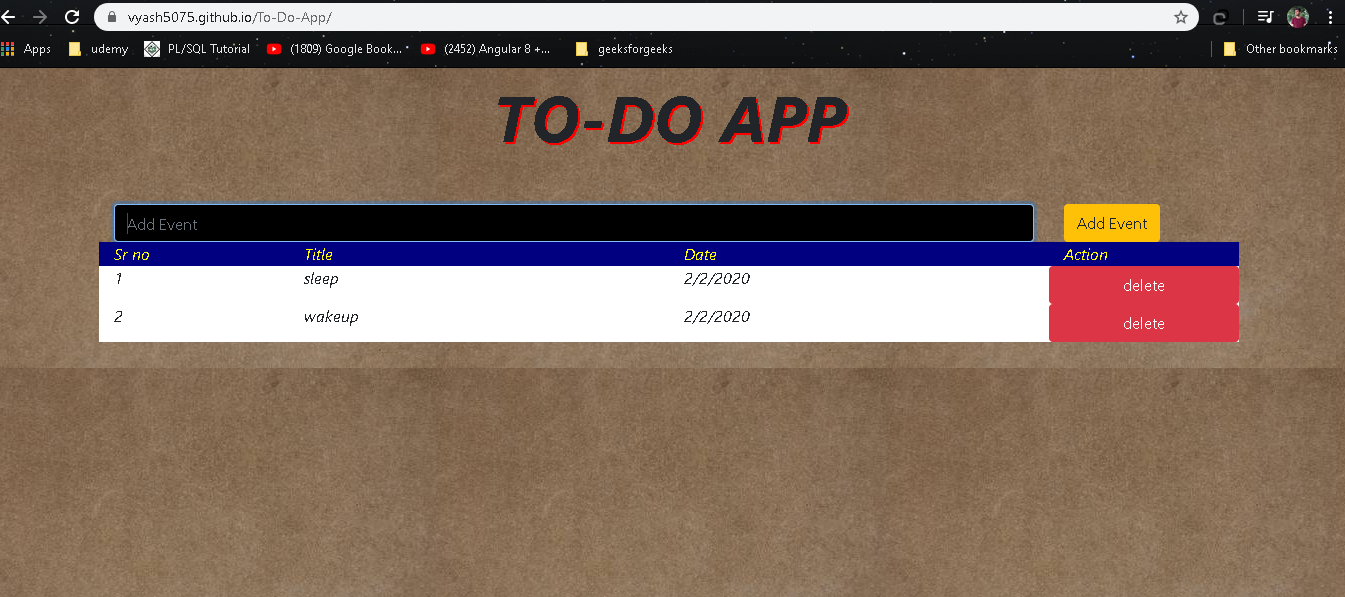 vyash5075.github.io/To-Do-App/
Apps udemy PL/SQL Tutorial (1809) Google Book... (2452) Angular 8 +... geeksforgeeks Other bookmarks
TO-DO APP
Add Event Add Event
Sr no Title Date Action
1 sleep 2/2/2020 delete
2 wakeup 2/2/2020 delete